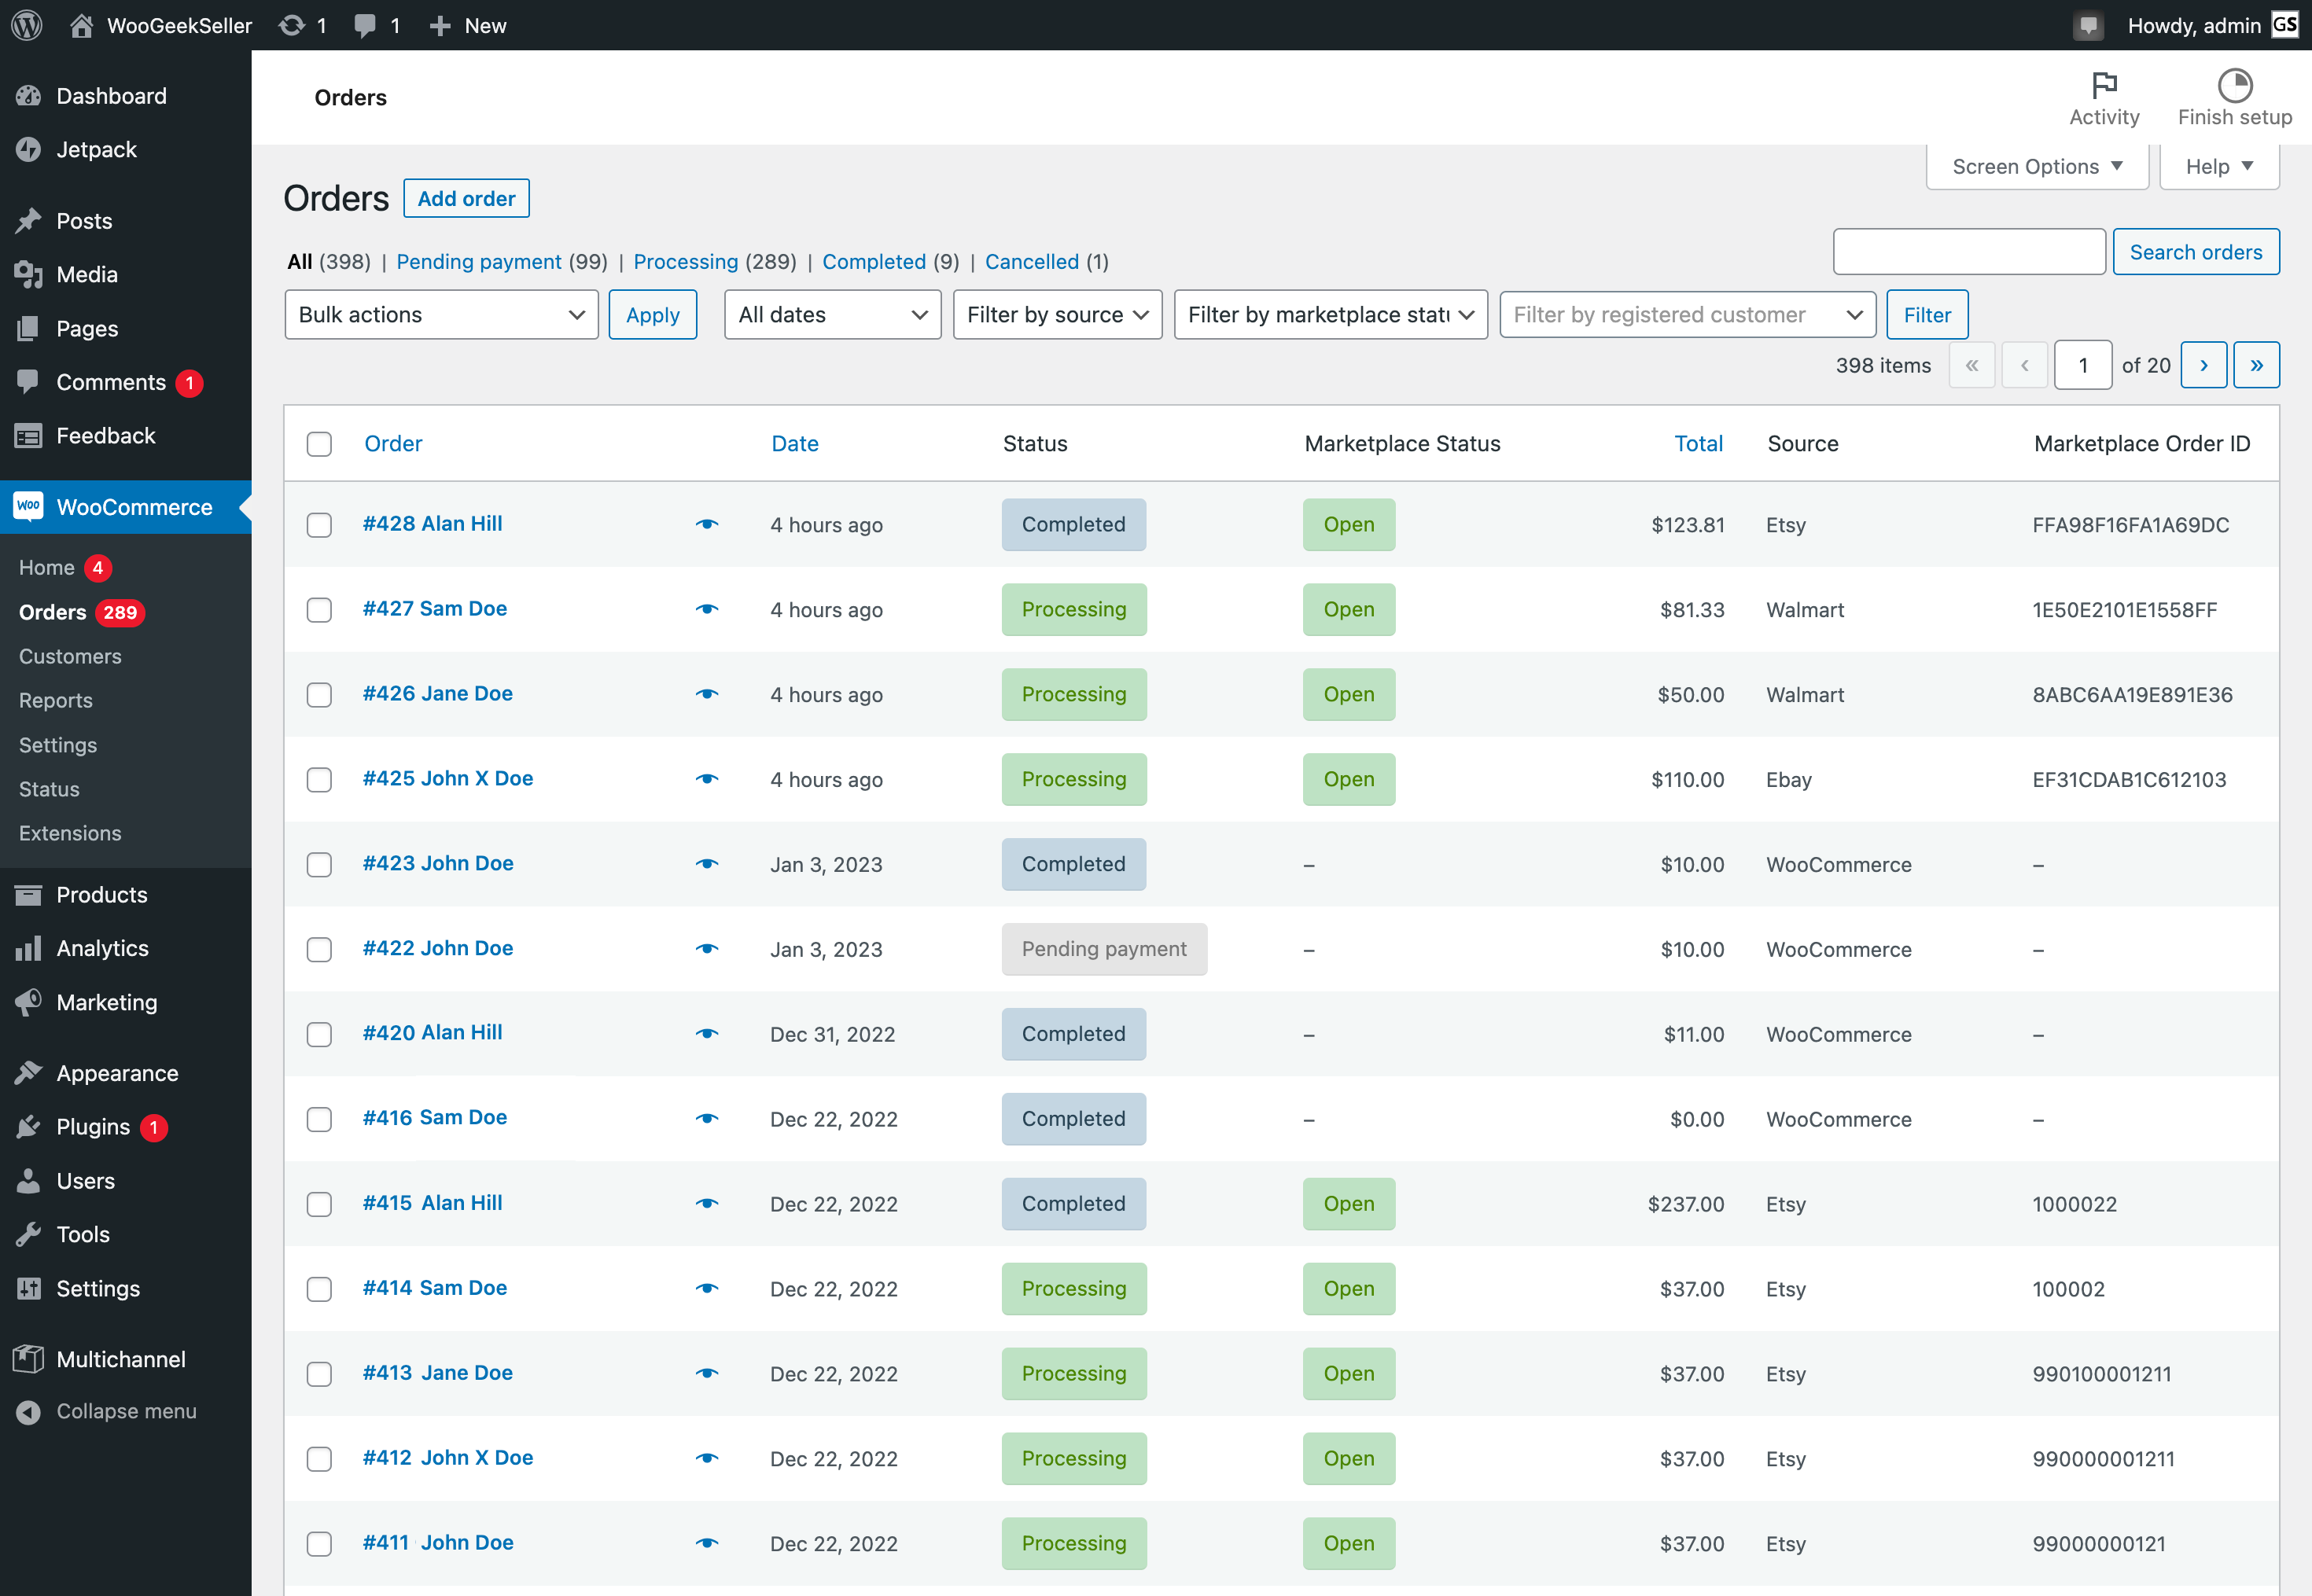 WooGeekSeller 1 1 New Howdy, admin GS
Dashboard
Jetpack
Posts
Media
Pages
Comments 1
Feedback
Woo WooCommerce
Home 4
Orders 289
Customers
Reports
Settings
Status
Extensions
Products
Analytics
Marketing
Appearance
Plugins 1
Users
Tools
Settings
Multichannel
Collapse menu
Orders
Activity Finish setup
Screen Options ▼ Help ▼
Orders Add order
All (398) | Pending payment (99) | Processing (289) | Completed (9) | Cancelled (1)
Search orders
Bulk actions Apply All dates Filter by source Filter by marketplace statu Filter by registered customer Filter
398 items « ‹ 1 of 20 › »
Order Date Status Marketplace Status Total Source Marketplace Order ID
#428 Alan Hill 4 hours ago Completed Open $123.81 Etsy FFA98F16FA1A69DC
#427 Sam Doe 4 hours ago Processing Open $81.33 Walmart 1E50E2101E1558FF
#426 Jane Doe 4 hours ago Processing Open $50.00 Walmart 8ABC6AA19E891E36
#425 John X Doe 4 hours ago Processing Open $110.00 Ebay EF31CDAB1C612103
#423 John Doe Jan 3, 2023 Completed – $10.00 WooCommerce –
#422 John Doe Jan 3, 2023 Pending payment – $10.00 WooCommerce –
#420 Alan Hill Dec 31, 2022 Completed – $11.00 WooCommerce –
#416 Sam Doe Dec 22, 2022 Completed – $0.00 WooCommerce –
#415 Alan Hill Dec 22, 2022 Completed Open $237.00 Etsy 1000022
#414 Sam Doe Dec 22, 2022 Processing Open $37.00 Etsy 100002
#413 Jane Doe Dec 22, 2022 Processing Open $37.00 Etsy 990100001211
#412 John X Doe Dec 22, 2022 Processing Open $37.00 Etsy 990000001211
#411 John Doe Dec 22, 2022 Processing Open $37.00 Etsy 99000000121